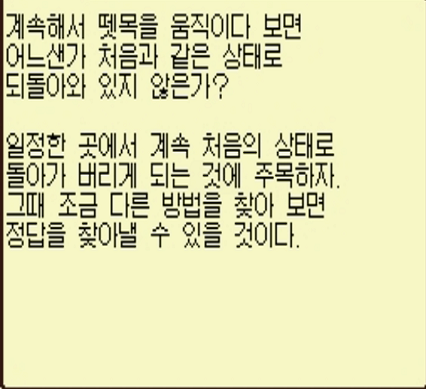 계속해서 뗏목을 움직이다 보면
어느샌가 처음과 같은 상태로
되돌아와 있지 않은가?
일정한 곳에서 계속 처음의 상태로
돌아가 버리게 되는 것에 주목하자.
그때 조금 다른 방법을 찾아 보면
정답을 찾아낼 수 있을 것이다.